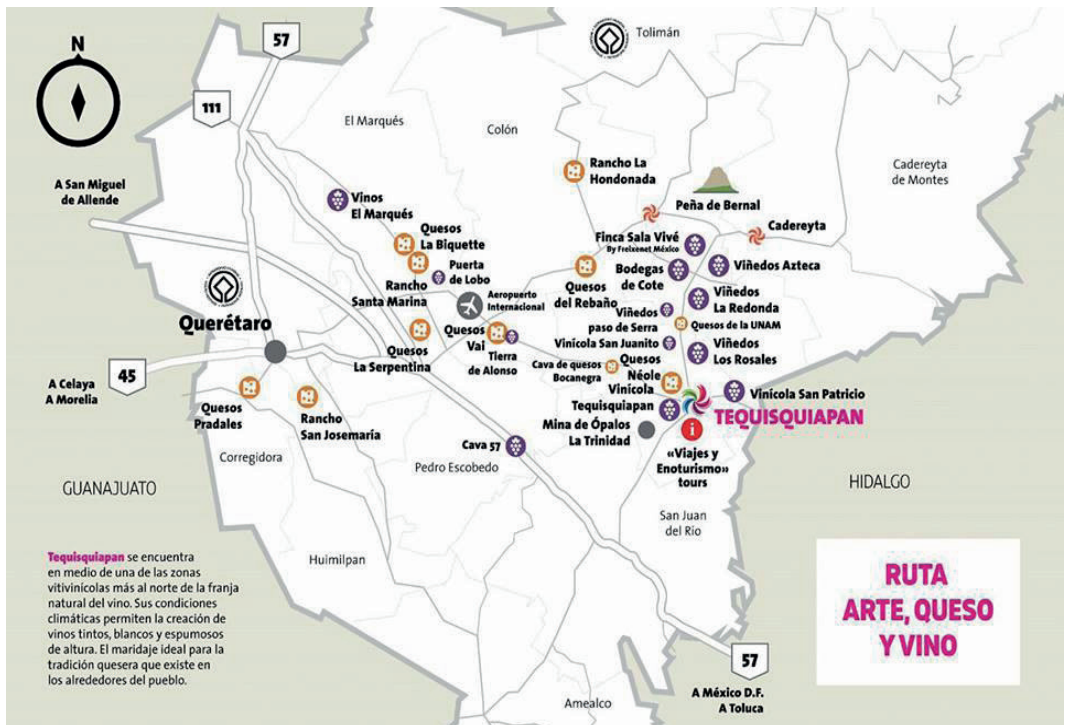 N
57
111
Tolimán
El Marqués
Colón
Cadereyta
de Montes
A San Miguel
de Allende
Rancho La
Hondonada
Peña de Bernal
Cadereyta
Vinos
El Marqués
Quesos
La Biquette
Puerta
de Lobo
Rancho
Santa Marina
Aeropuerto
Internacional
Finca Sala Vivé
By Freixenet México
Bodegas
de Cote
Viñedos Azteca
Quesos
del Rebaño
Viñedos
La Redonda
Viñedos
paso de Serra
Quesos de la UNAM
Vinícola San Juanito
Viñedos
Los Rosales
Querétaro
Quesos
La Serpentina
Quesos
Vai
Tierra
de Alonso
Cava de quesos
Bocanegra
Quesos
Néole
Vinícola
Tequisquiapan
Vinícola San Patricio
TEQUISQUIAPAN
45
A Celaya
A Morelia
Quesos
Pradales
Rancho
San Josemaría
Mina de Ópalos
La Trinidad
i
«Viajes y
Enoturismo»
tours
Cava 57
Corregidora
Pedro Escobedo
GUANAJUATO
HIDALGO
San Juan
del Río
Huimilpan
Tequisquiapan se encuentra
en medio de una de las zonas
vitivinícolas más al norte de la franja
natural del vino. Sus condiciones
climáticas permiten la creación de
vinos tintos, blancos y espumosos
de altura. El maridaje ideal para la
tradición quesera que existe en
los alrededores del pueblo.
RUTA
ARTE, QUESO
Y VINO
57
A México D.F.
A Toluca
Amealco